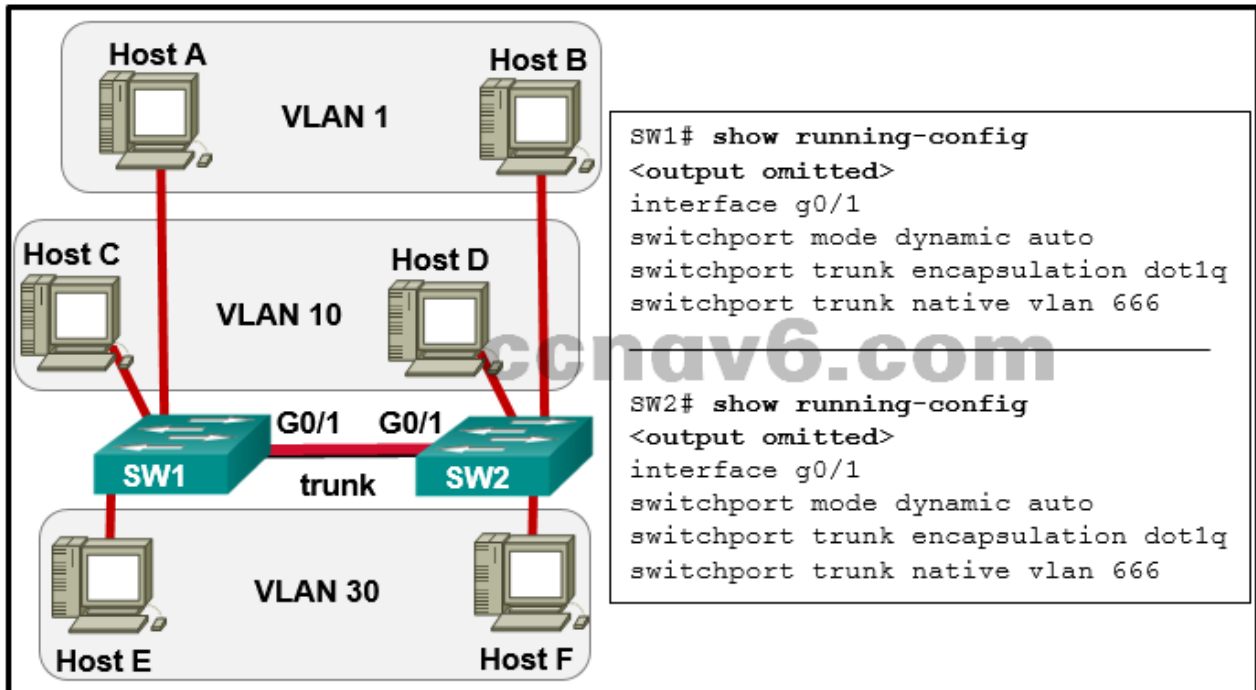 Host A
Host B
VLAN 1
Host C
Host D
VLAN 10
G0/1 G0/1
SW1
trunk
SW2
VLAN 30
Host E
Host F
SW1# show running-config
<output omitted>
interface g0/1
switchport mode dynamic auto
switchport trunk encapsulation dot1q
switchport trunk native vlan 666
ccnav6.com
SW2# show running-config
<output omitted>
interface g0/1
switchport mode dynamic auto
switchport trunk encapsulation dot1q
switchport trunk native vlan 666